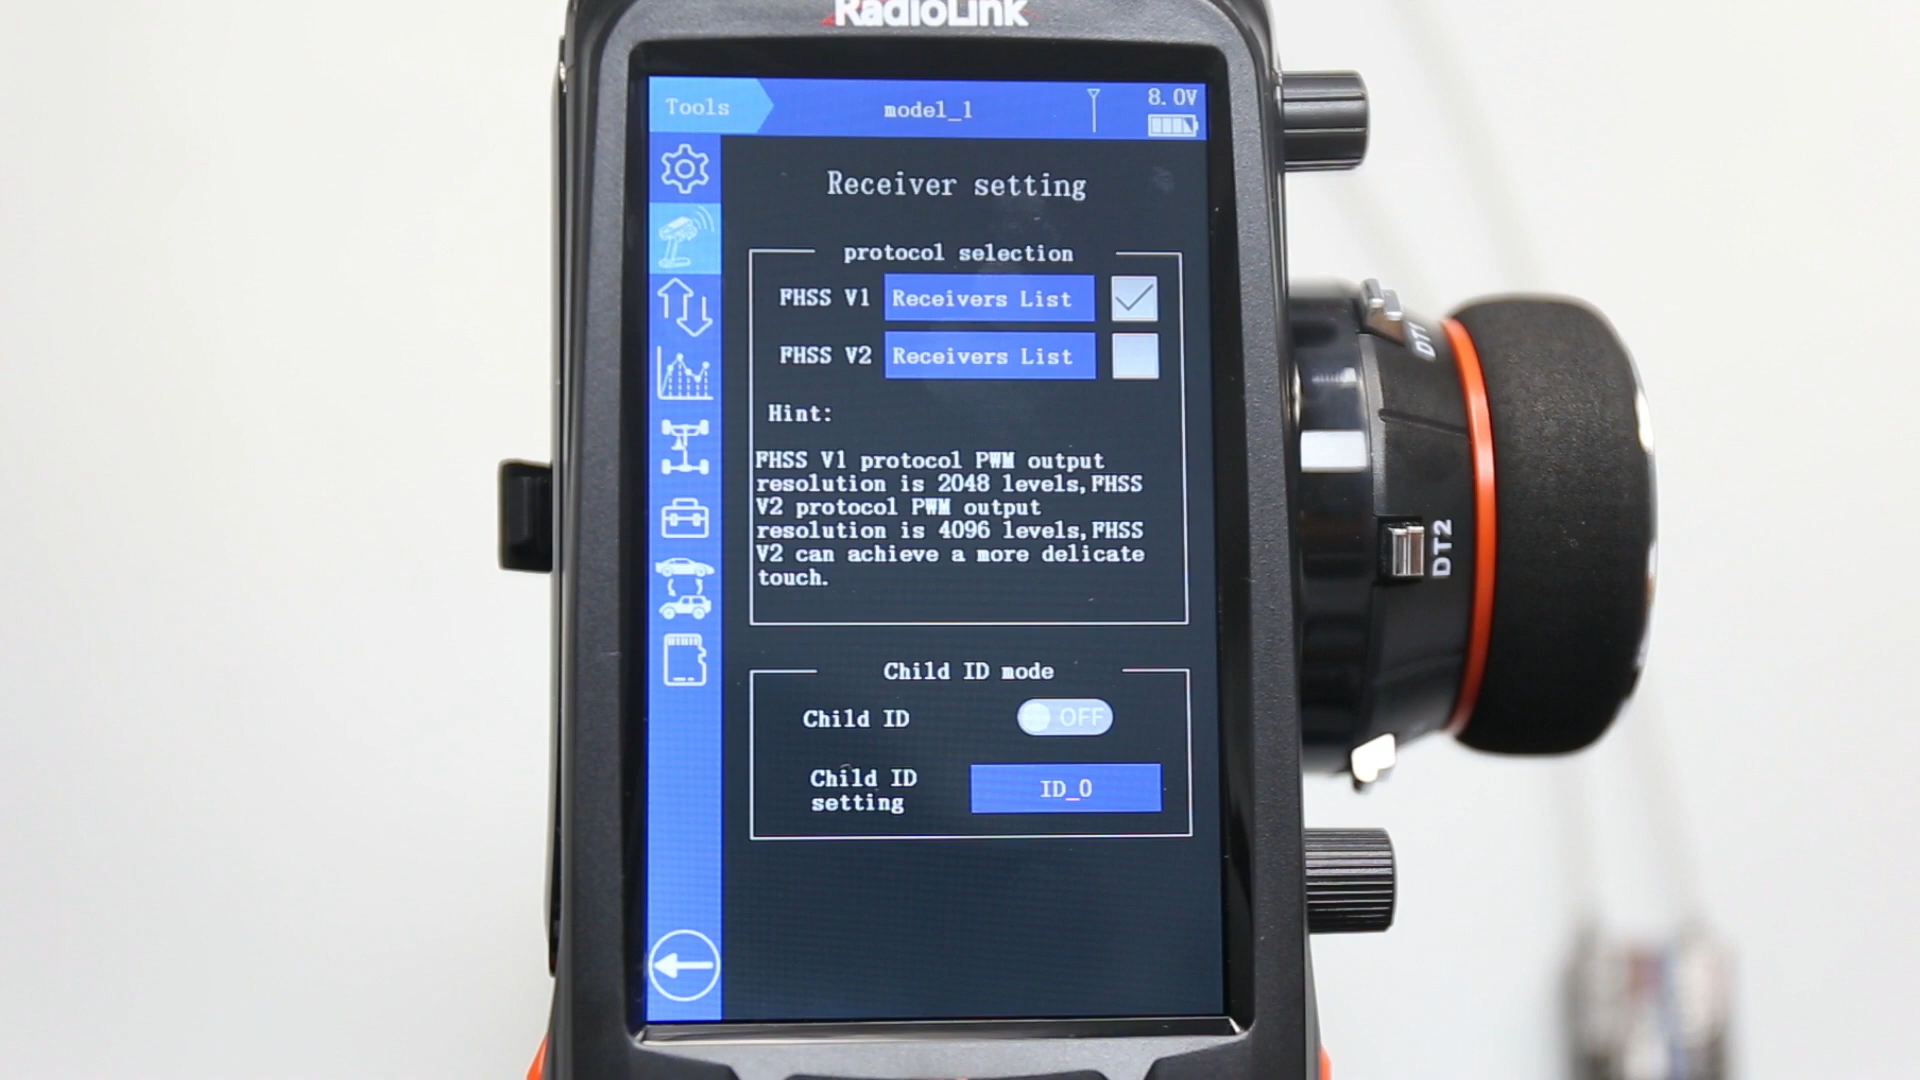 RadioLink
Tools
model_1
8.0V
Receiver setting
protocol selection
FHSS V1 Receivers List
FHSS V2 Receivers List
Hint:
FHSS V1 protocol PWM output
resolution is 2048 levels,FHSS
V2 protocol PWM output
resolution is 4096 levels,FHSS
V2 can achieve a more delicate
touch.
Child ID mode
Child ID OFF
Child ID
setting
ID_0
DT1
DT2